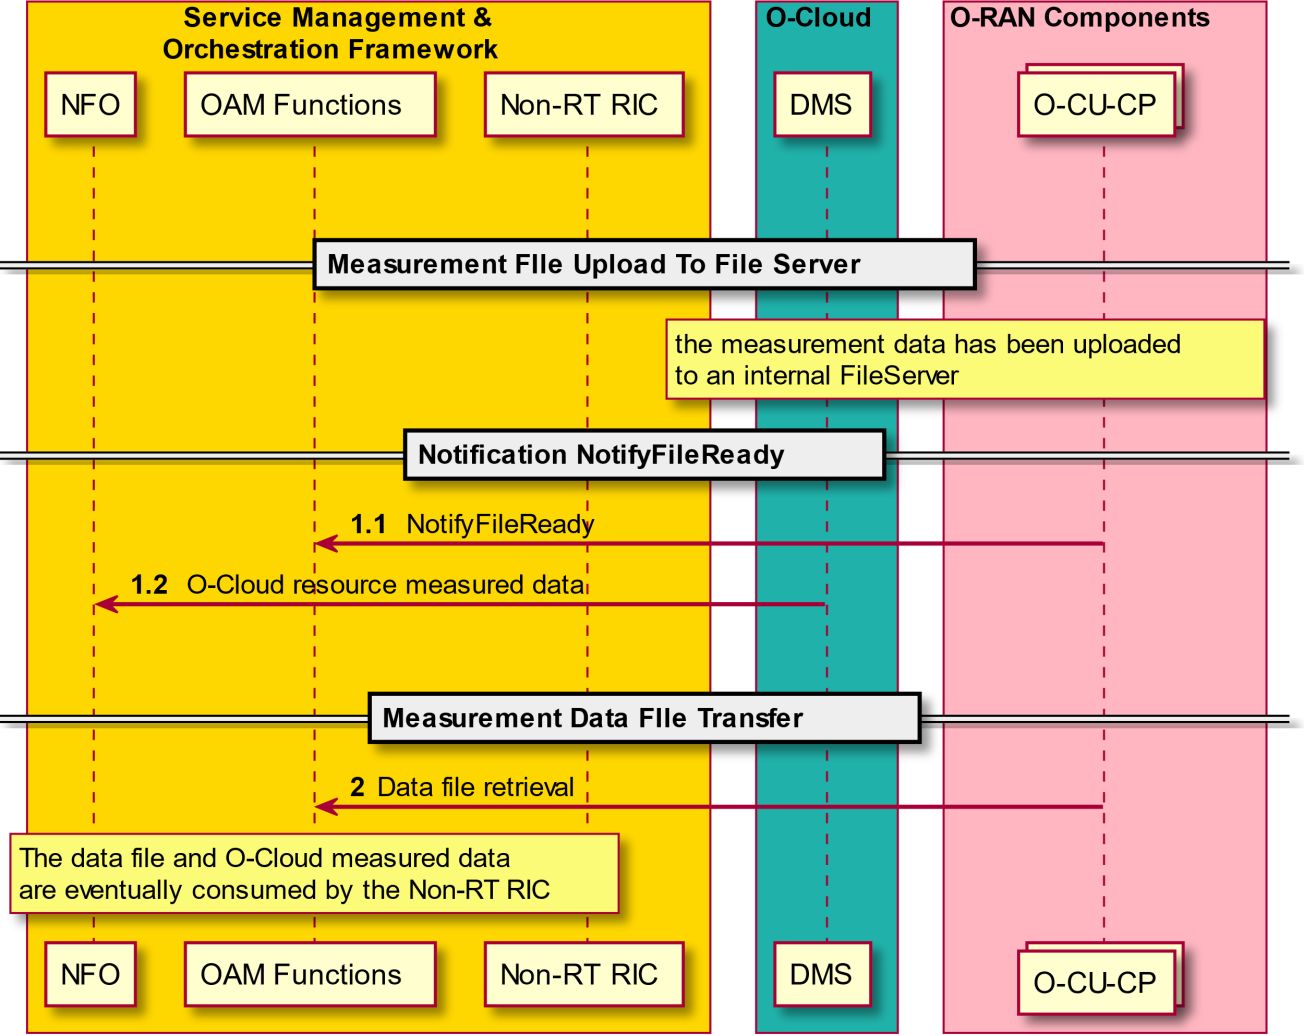 Service Management &
Orchestration Framework
O-Cloud
O-RAN Components
NFO
OAM Functions
Non-RT RIC
DMS
O-CU-CP
Measurement FIle Upload To File Server
the measurement data has been uploaded
to an internal FileServer
Notification NotifyFileReady
1.1 NotifyFileReady
1.2 O-Cloud resource measured data
Measurement Data FIle Transfer
2 Data file retrieval
The data file and O-Cloud measured data
are eventually consumed by the Non-RT RIC
NFO
OAM Functions
Non-RT RIC
DMS
O-CU-CP